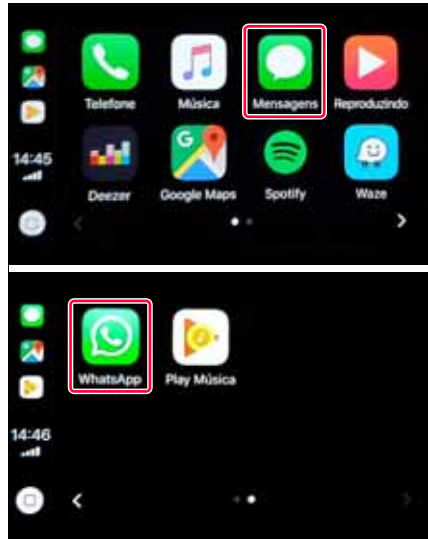 Telefone Música Mensagens Reproduzindo
14:45
Deezer Google Maps Spotify Waze
WhatsApp Play Música
14:46